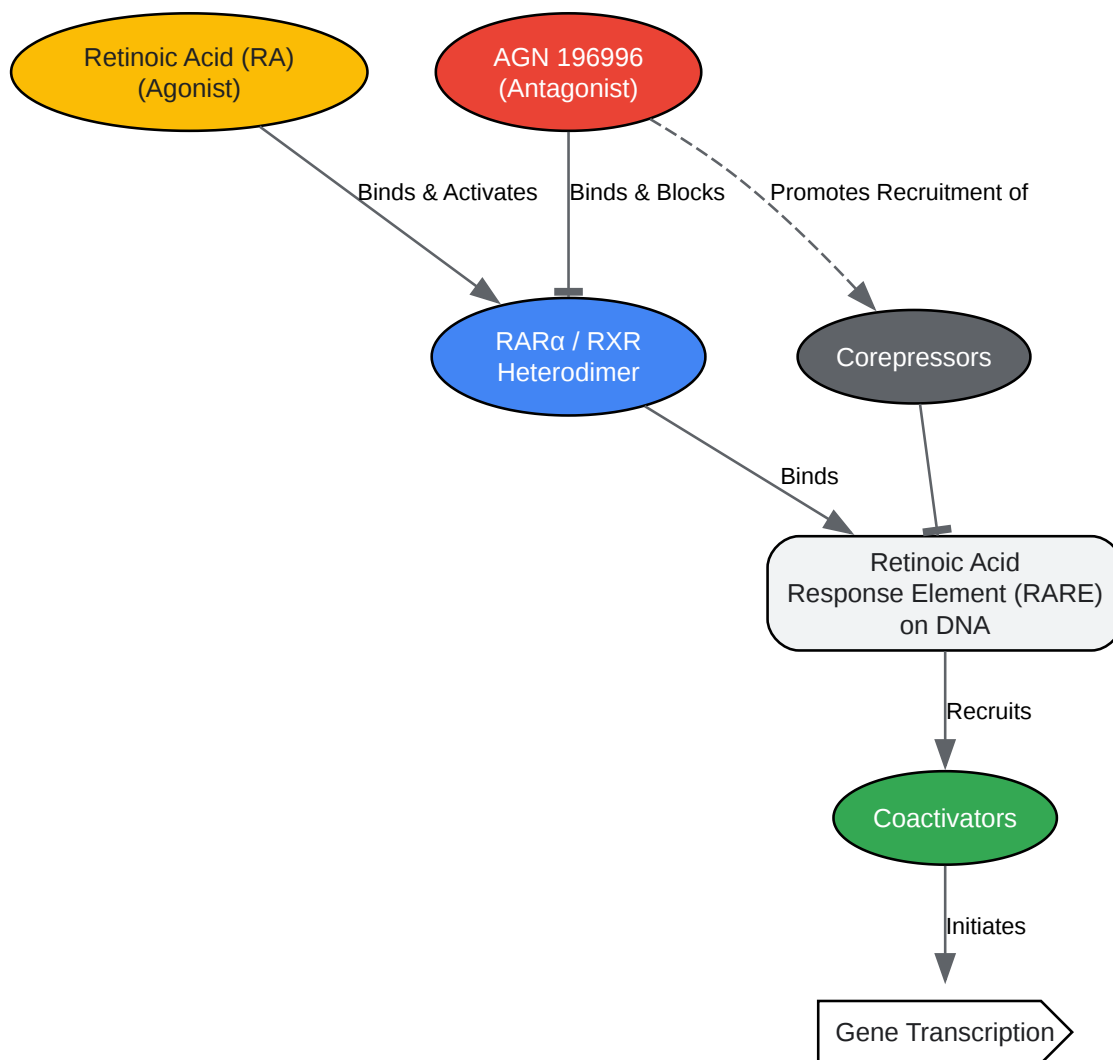 Retinoic Acid (RA)
(Agonist)
AGN 196996
(Antagonist)
Binds & Activates
Binds & Blocks
Promotes Recruitment of
RARα / RXR
Heterodimer
Corepressors
Binds
Retinoic Acid
Response Element (RARE)
on DNA
Recruits
Coactivators
Initiates
Gene Transcription